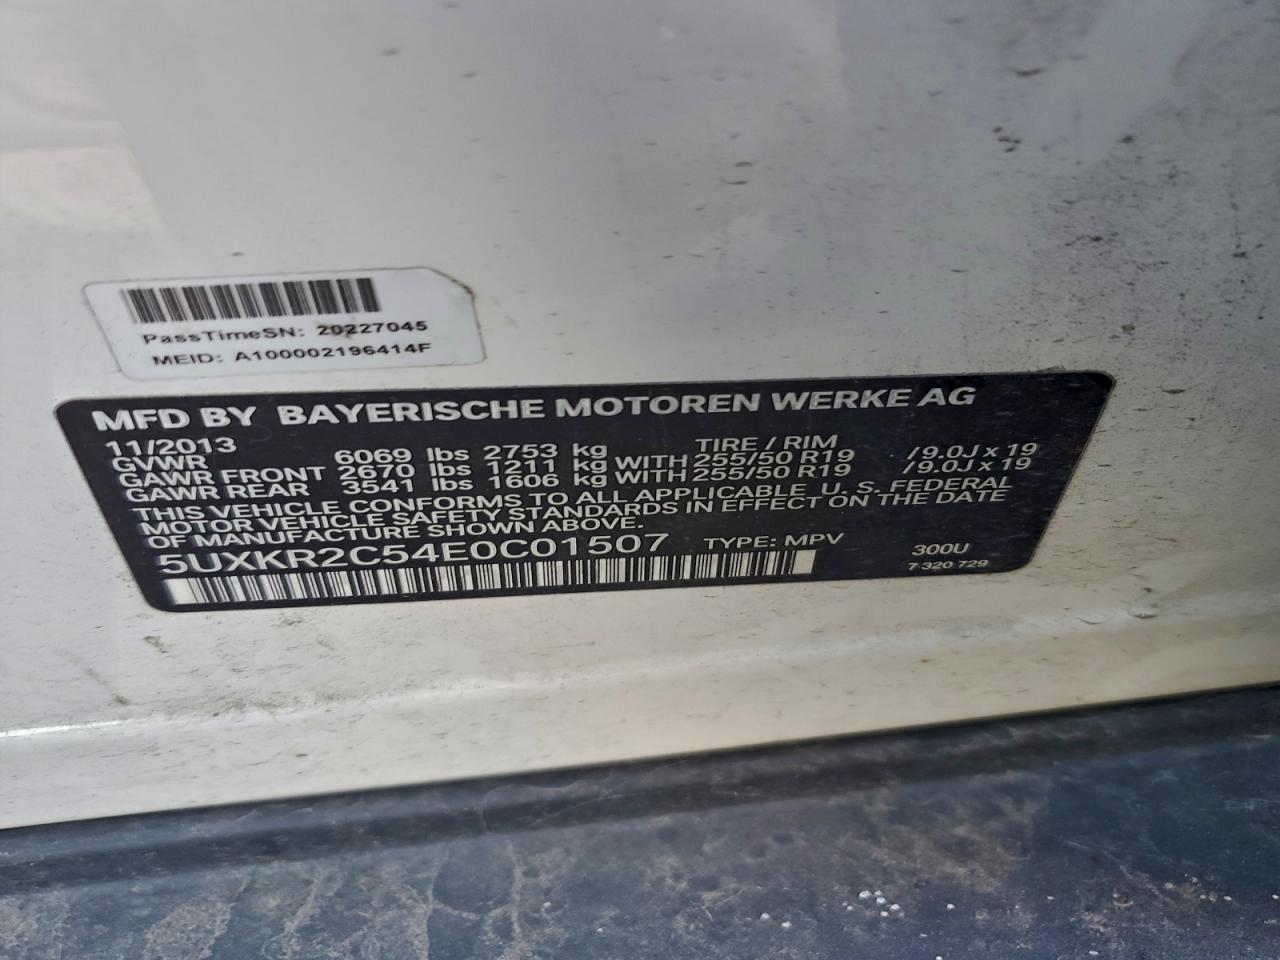 PassTimeSN: 20227045
MEID: A100002196414F
MFD BY BAYERISCHE MOTOREN WERKE AG
11/2013 TIRE / RIM
GVWR 6069 lbs 2753 kg
GAWR FRONT 2670 lbs 1211 kg WITH 255/50 R19 /9.0J x 19
GAWR REAR 3541 lbs 1606 kg WITH 255/50 R19 /9.0J x 19
THIS VEHICLE CONFORMS TO ALL APPLICABLE U. S. FEDERAL
MOTOR VEHICLE SAFETY STANDARDS IN EFFECT ON THE DATE
OF MANUFACTURE SHOWN ABOVE.
5UXKR2C54E0C01507 TYPE: MPV 300U
7 320 729